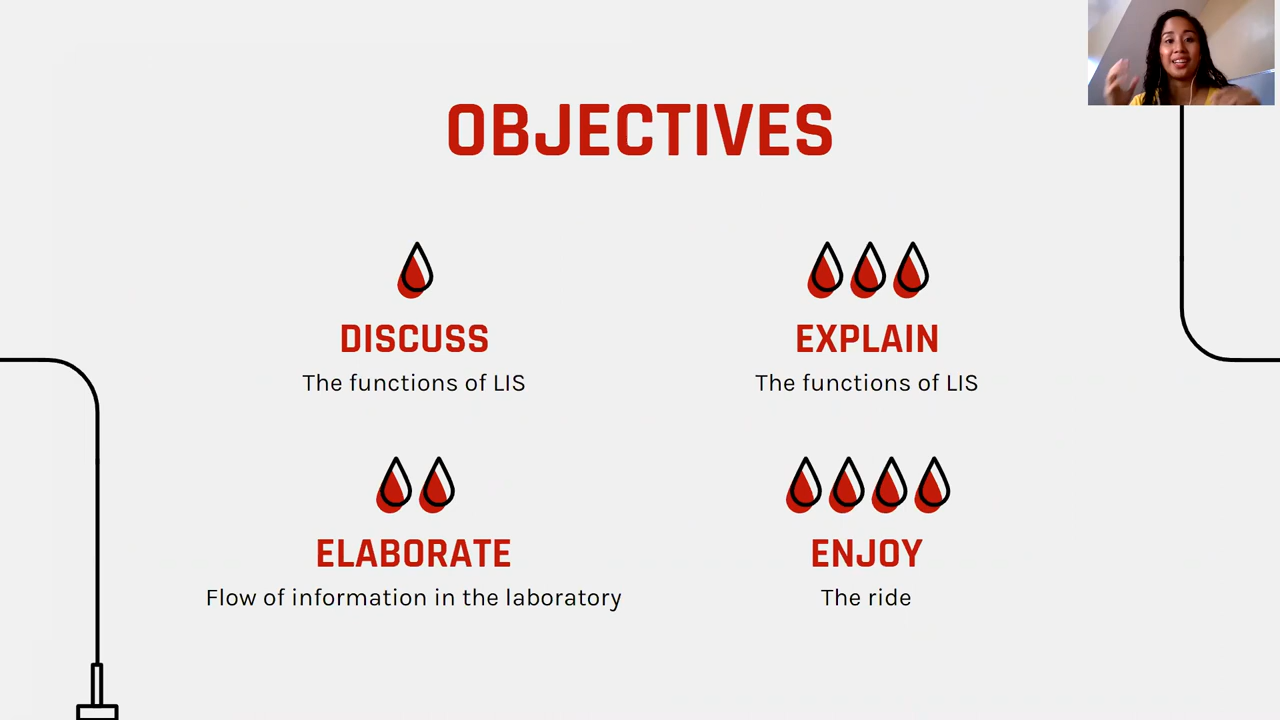 OBJECTIVES
DISCUSS
The functions of LIS
ELABORATE
Flow of information in the laboratory
EXPLAIN
The functions of LIS
ENJOY
The ride